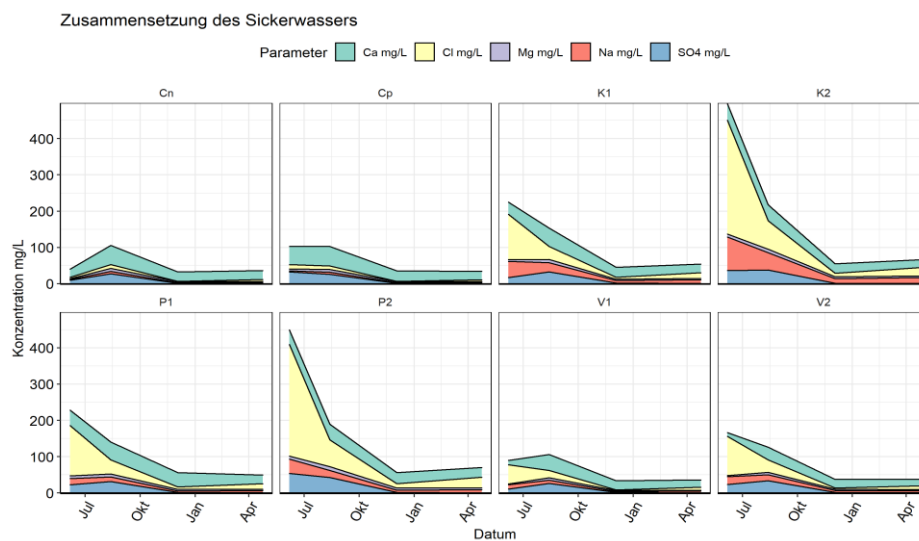 Zusammensetzung des Sickerwassers
Parameter Ca mg/L Cl mg/L Mg mg/L Na mg/L SO4 mg/L
Cn Cp K1 K2
400
300
200
100
0
P1 P2 V1 V2
400
300
200
100
0
Jul Okt Jan Apr Jul Okt Jan Apr Jul Okt Jan Apr Jul Okt Jan Apr
Konzentration mg/L
Datum